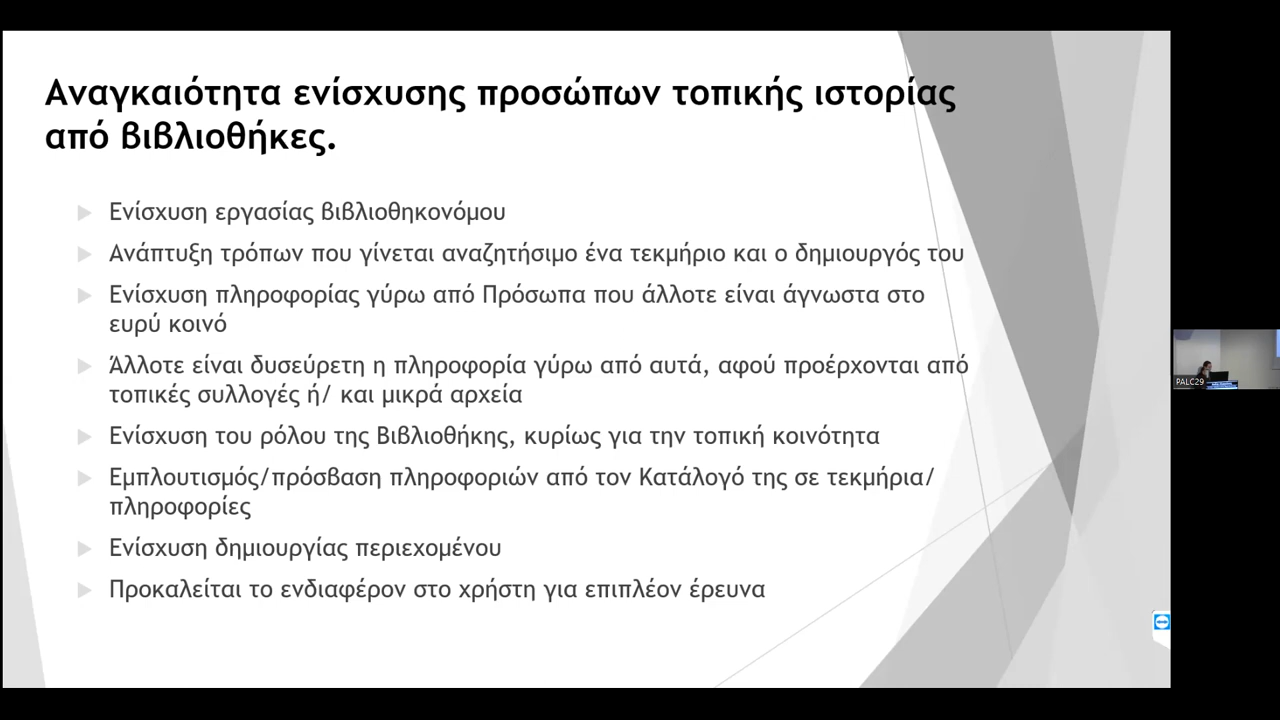 Αναγκαιότητα ενίσχυσης προσώπων τοπικής ιστορίας
από βιβλιοθήκες.
Ενίσχυση εργασίας βιβλιοθηκονόμου
Ανάπτυξη τρόπων που γίνεται αναζητήσιμο ένα τεκμήριο και ο δημιουργός του
Ενίσχυση πληροφορίας γύρω από Πρόσωπα που άλλοτε είναι άγνωστα στο
ευρύ κοινό
Άλλοτε είναι δυσεύρετη η πληροφορία γύρω από αυτά, αφού προέρχονται από
τοπικές συλλογές ή/ και μικρά αρχεία
Ενίσχυση του ρόλου της Βιβλιοθήκης, κυρίως για την τοπική κοινότητα
Εμπλουτισμός/πρόσβαση πληροφοριών από τον Κατάλογό της σε τεκμήρια/
πληροφορίες
Ενίσχυση δημιουργίας περιεχομένου
Προκαλείται το ενδιαφέρον στο χρήστη για επιπλέον έρευνα
PALC29